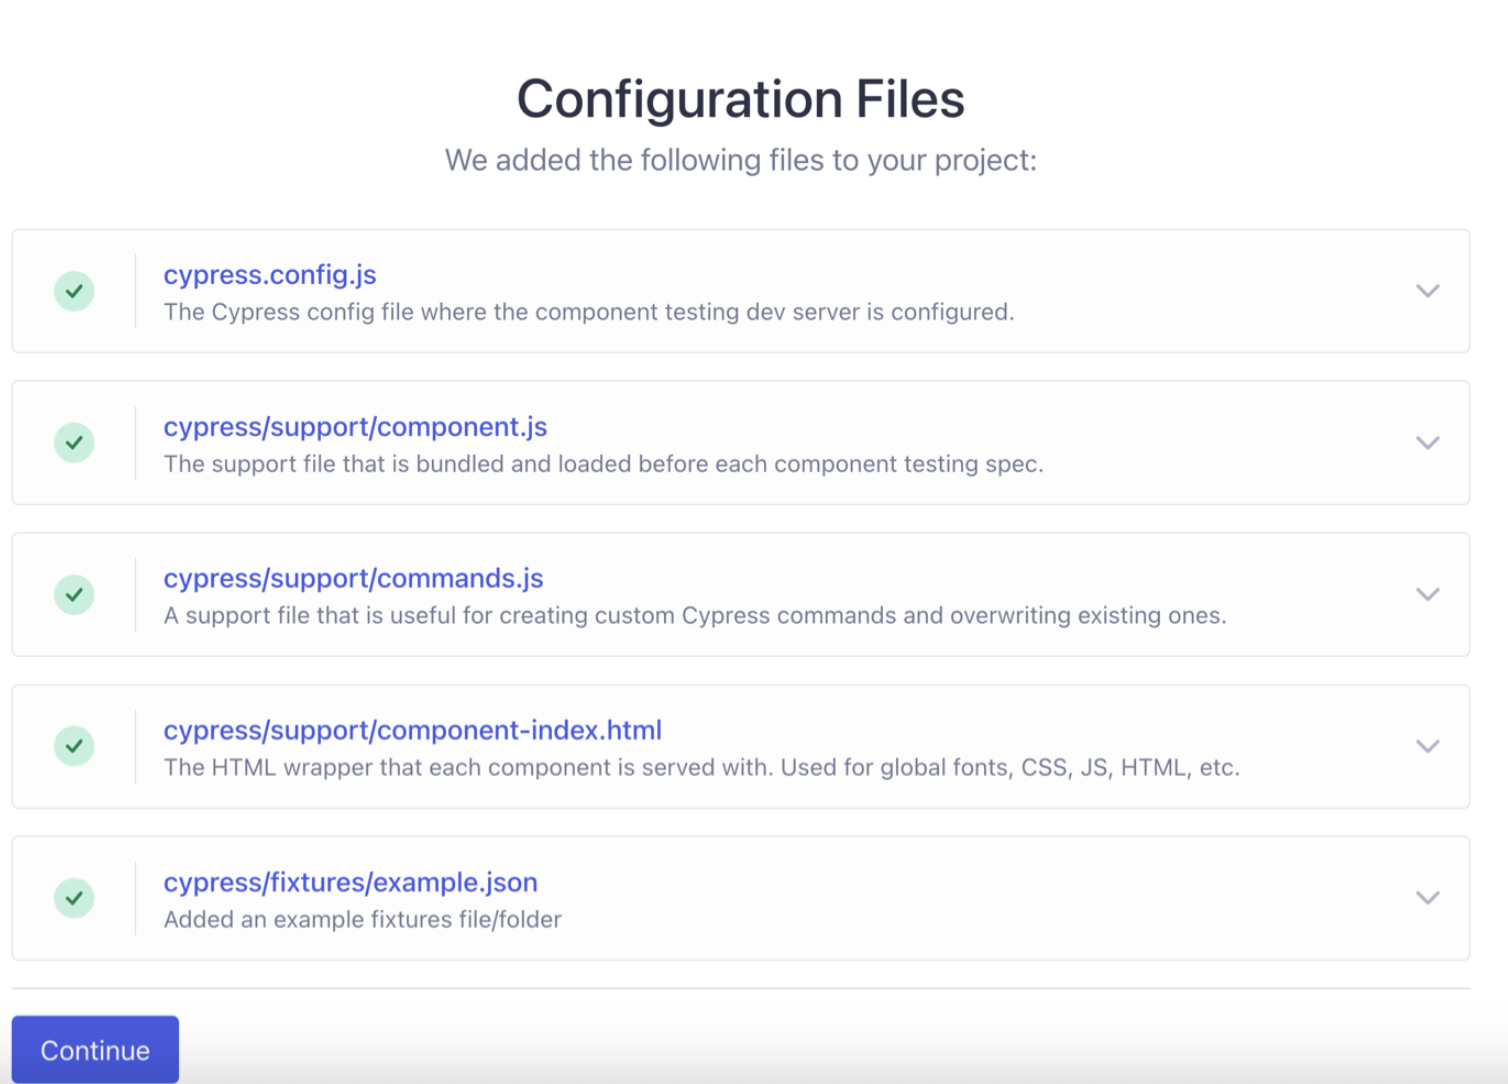 Configuration Files
We added the following files to your project:
cypress.config.js
The Cypress config file where the component testing dev server is configured.
cypress/support/component.js
The support file that is bundled and loaded before each component testing spec.
cypress/support/commands.js
A support file that is useful for creating custom Cypress commands and overwriting existing ones.
cypress/support/component-index.html
The HTML wrapper that each component is served with. Used for global fonts, CSS, JS, HTML, etc.
cypress/fixtures/example.json
Added an example fixtures file/folder
Continue